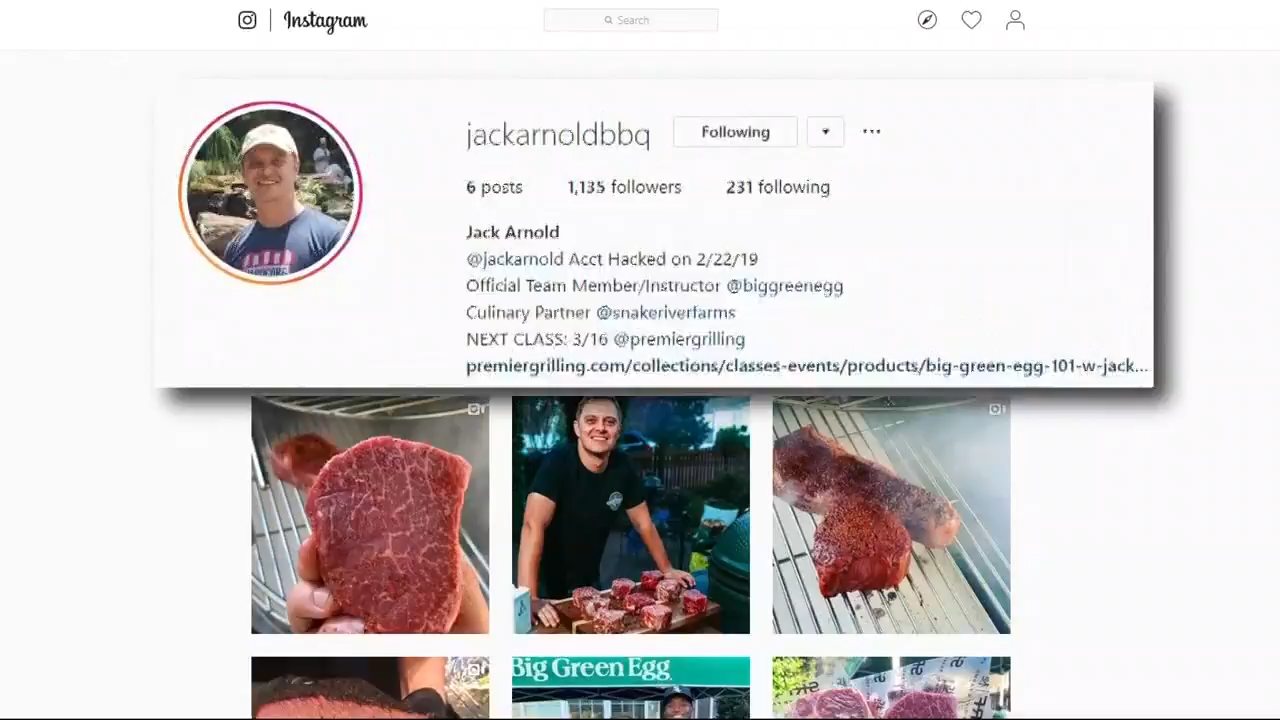 Instagram
Search
jackarnoldbbq Following
6 posts 1,135 followers 231 following
Jack Arnold
@jackarnold Acct Hacked on 2/22/19
Official Team Member/Instructor @biggreenegg
Culinary Partner @snakeriverfarms
NEXT CLASS: 3/16 @premiergrilling
premiergrilling.com/collections/classes-events/products/big-green-egg-101-w-jack...
Big Green Egg